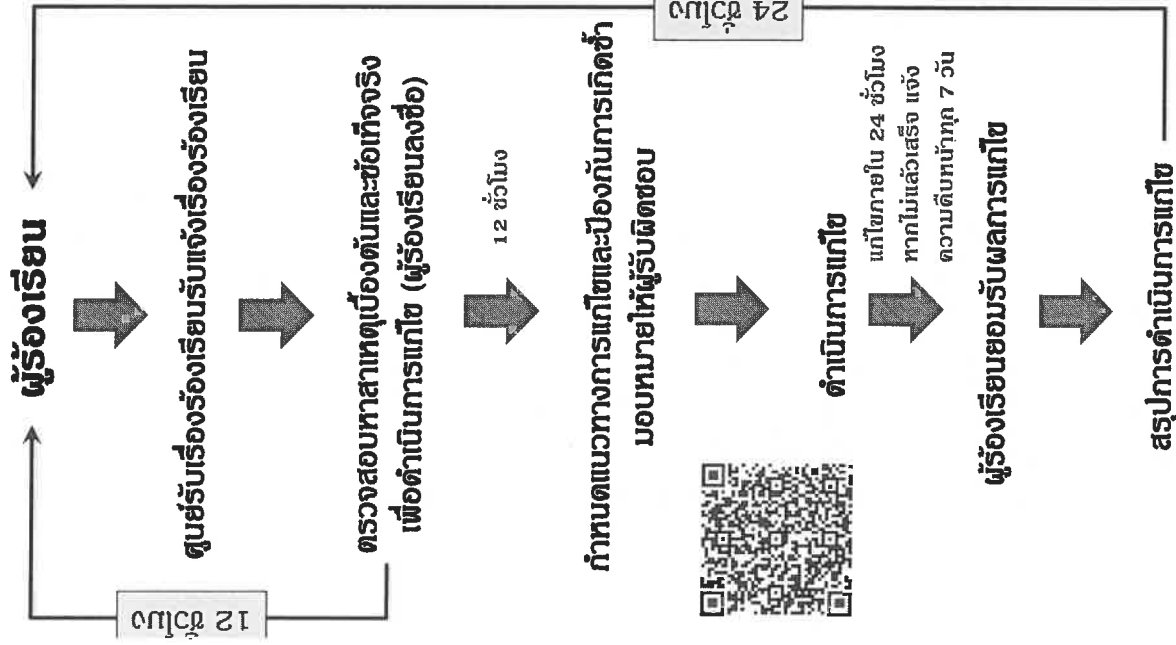 ผู้ร้องเรียน
ศูนย์รับเรื่องร้องเรียนรับแจ้งเรื่องร้องเรียน
ตรวจสอบหาสาเหตุเบื้องต้นและข้อเท็จจริง
เพื่อดำเนินการแก้ไข (ผู้ร้องเรียนลงชื่อ)
12 ชั่วโมง
12 ชั่วโมง
กำหนดแนวทางการแก้ไขและป้องกันการเกิดซ้ำ
มอบหมายให้ผู้รับผิดชอบ
ดำเนินการแก้ไข
แก้ไขภายใน 24 ชั่วโมง
หากไม่แล้วเสร็จ แจ้ง
ความคืบหน้าทุก 7 วัน
ผู้ร้องเรียนยอมรับผลการแก้ไข
สรุปการดำเนินการแก้ไข
24 ชั่วโมง